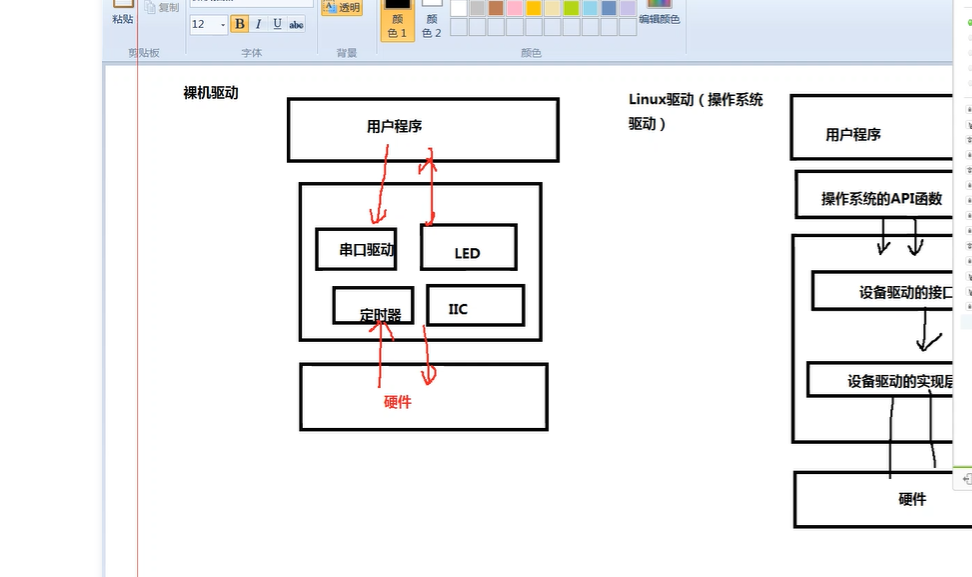 粘贴
复制
剪贴板
12
B I U abc
字体
透明
背景
颜
色 1
颜
色 2
颜色
编辑颜色
裸机驱动
用户程序
串口驱动
LED
定时器
IIC
硬件
Linux驱动（操作系统
驱动）
用户程序
操作系统的API函数
设备驱动的接口
设备驱动的实现层
硬件